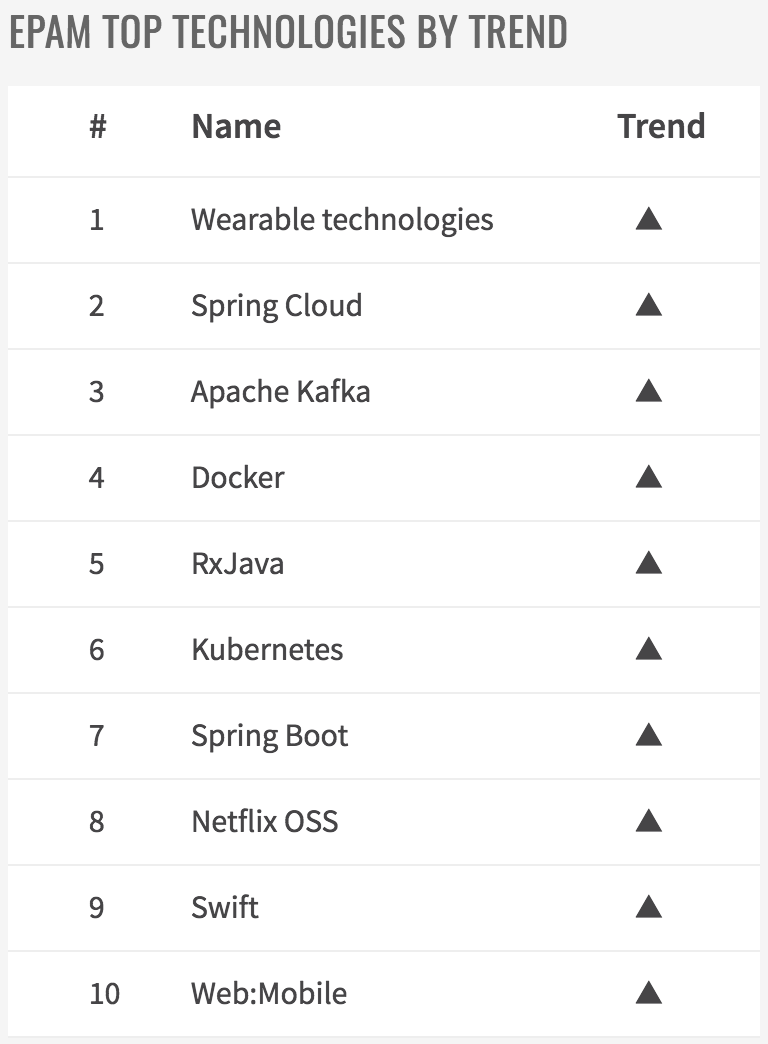 EPAM TOP TECHNOLOGIES BY TREND
# Name Trend
1 Wearable technologies ▲
2 Spring Cloud ▲
3 Apache Kafka ▲
4 Docker ▲
5 RxJava ▲
6 Kubernetes ▲
7 Spring Boot ▲
8 Netflix OSS ▲
9 Swift ▲
10 Web:Mobile ▲